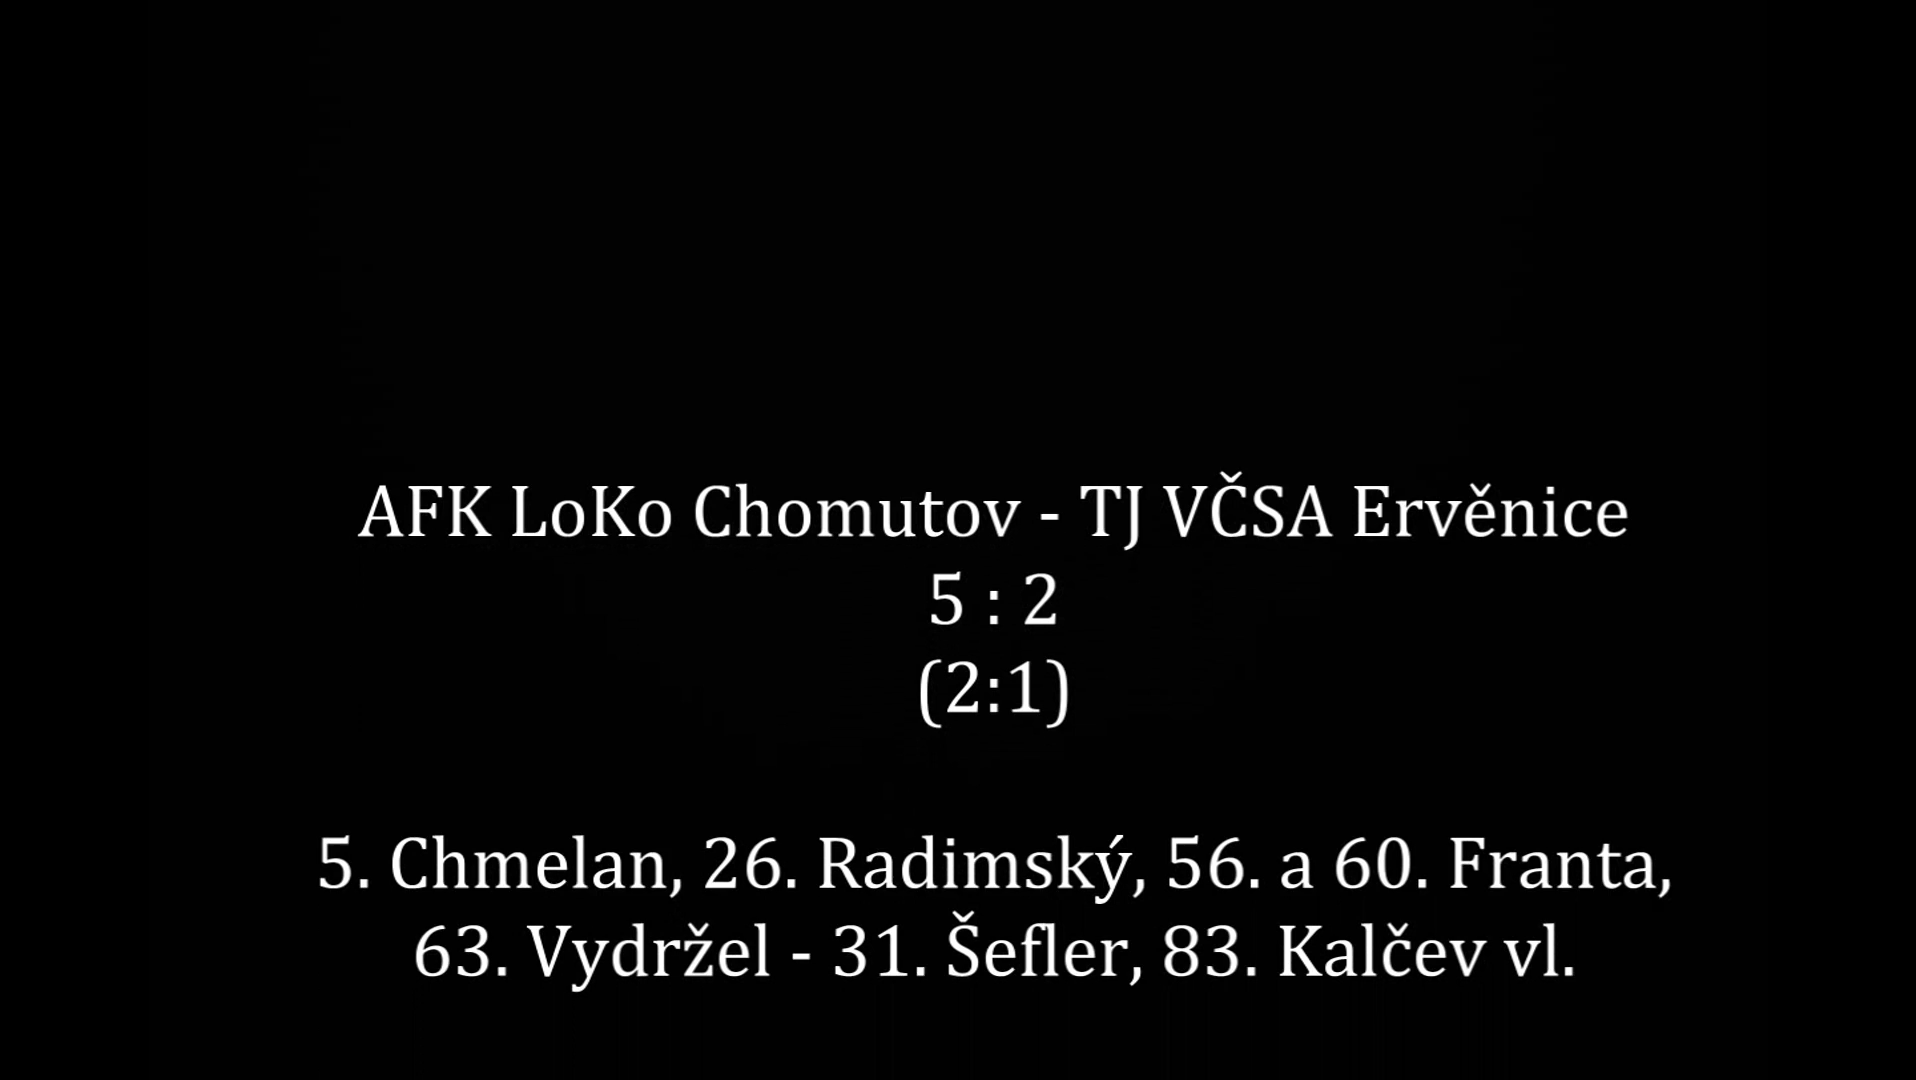 AFK LoKo Chomutov - TJ VČSA Ervěnice
5 : 2
(2:1)
5. Chmelan, 26. Radimský, 56. a 60. Franta,
63. Vydržel - 31. Šefler, 83. Kalčev vl.